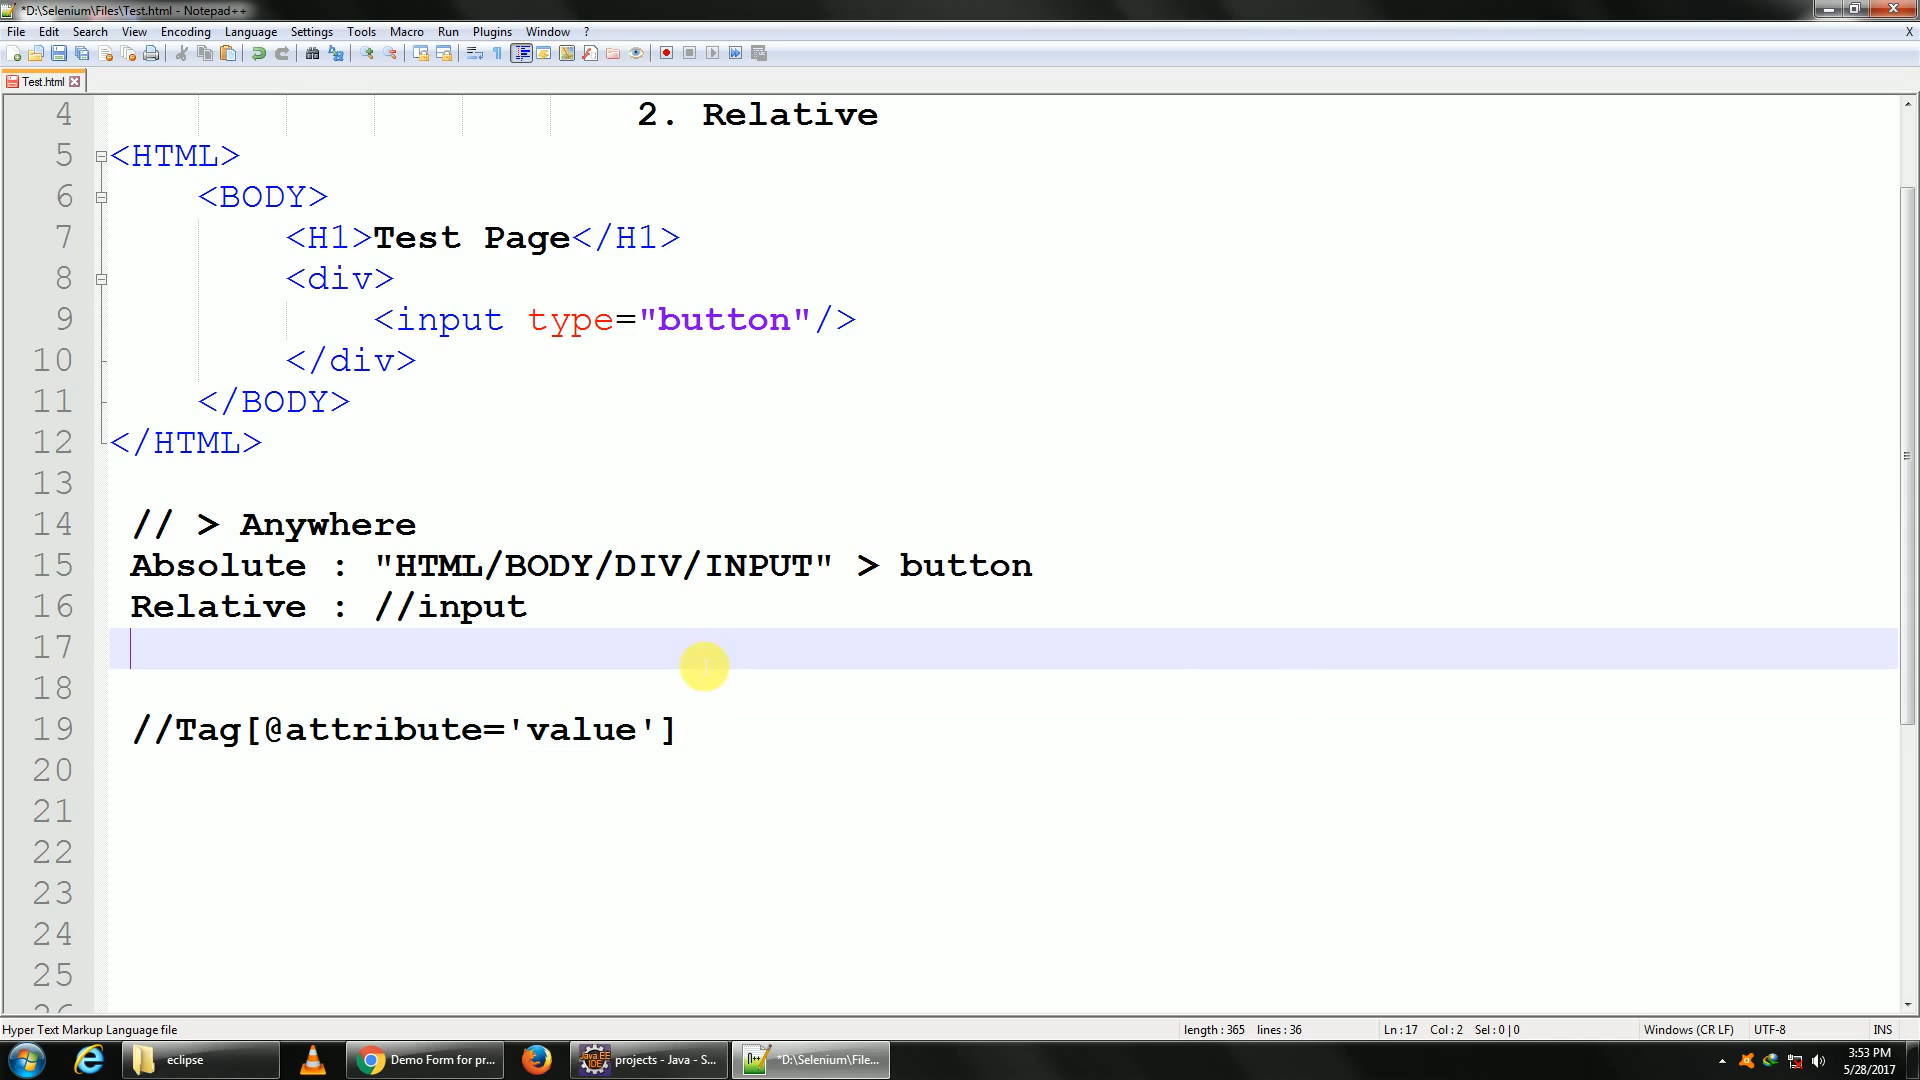 *D:\Selenium\Files\Test.html - Notepad++
File Edit Search View Encoding Language Settings Tools Macro Run Plugins Window ? X
Test.html
4 2. Relative
5 <HTML>
6 <BODY>
7 <H1>Test Page</H1>
8 <div>
9 <input type="button"/>
10 </div>
11 </BODY>
12 </HTML>
13
14 // > Anywhere
15 Absolute : "HTML/BODY/DIV/INPUT" > button
16 Relative : //input
17
18
19 //Tag[@attribute='value']
20
21
22
23
24
25
Hyper Text Markup Language file length : 365 lines : 36 Ln : 17 Col : 2 Sel : 0 | 0 Windows (CR LF) UTF-8 INS
eclipse Demo Form for pr... projects - Java - S... *D:\Selenium\File... 3:53 PM
5/28/2017